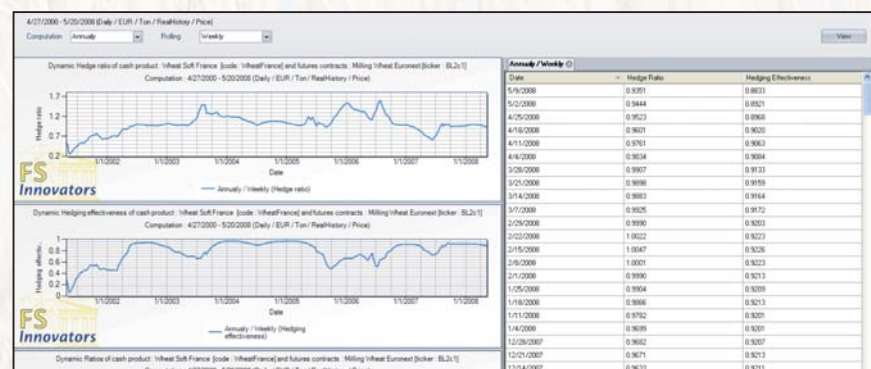 4/27/2000 - 5/20/2008 (Daily / EUR / Ton / RealHistory / Price)
Computation Annually Rolling Weekly View
Dynamic Hedge ratio of cash product : Wheat Soft France [code : WheatFrance] and futures contracts : Milling Wheat Euronext [ticker : BL2c1]
Computation : 4/27/2000 - 5/20/2008 (Daily / EUR / Ton / RealHistory / Price)
Hedge ratio
1.7
1.2
0.7
0.2
1/1/2002 1/1/2003 1/1/2004 1/1/2005 1/1/2006 1/1/2007 1/1/2008
Date
FS
Innovators
Annually / Weekly (Hedge ratio)
Dynamic Hedging effectiveness of cash product : Wheat Soft France [code : WheatFrance] and futures contracts : Milling Wheat Euronext [ticker : BL2c1]
Computation : 4/27/2000 - 5/20/2008 (Daily / EUR / Ton / RealHistory / Price)
Hedging effectiv...
1
0.8
0.6
0.4
0.2
0
1/1/2002 1/1/2003 1/1/2004 1/1/2005 1/1/2006 1/1/2007 1/1/2008
Date
FS
Innovators
Annually / Weekly (Hedging
effectiveness)
Dynamic Ratios of cash product : Wheat Soft France [code : WheatFrance] and futures contracts : Milling Wheat Euronext [ticker : BL2c1]
Annually / Weekly
Date Hedge Ratio Hedging Effectiveness
5/9/2008 0.9351 0.8833
5/2/2008 0.9444 0.8921
4/25/2008 0.9523 0.8968
4/18/2008 0.9601 0.9020
4/11/2008 0.9761 0.9063
4/4/2008 0.9834 0.9084
3/28/2008 0.9907 0.9133
3/21/2008 0.9898 0.9159
3/14/2008 0.9883 0.9164
3/7/2008 0.9925 0.9172
2/29/2008 0.9990 0.9203
2/22/2008 1.0022 0.9223
2/15/2008 1.0047 0.9226
2/8/2008 1.0001 0.9223
2/1/2008 0.9990 0.9213
1/25/2008 0.9904 0.9209
1/18/2008 0.9866 0.9213
1/11/2008 0.9782 0.9201
1/4/2008 0.9699 0.9201
12/28/2007 0.9682 0.9207
12/21/2007 0.9671 0.9213
12/14/2007 0.9633 0.9211